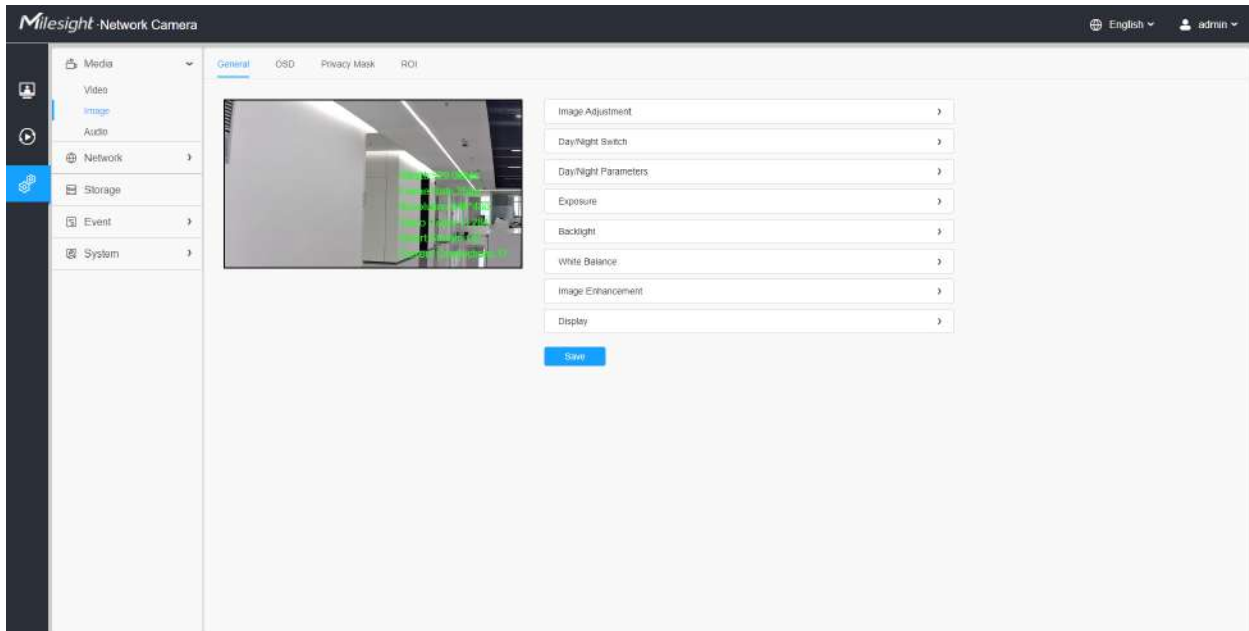 Milesight ·Network Camera
English
admin
Media
Video
Image
Audio
Network
Storage
Event
System
General
OSD
Privacy Mask
ROI
Image Adjustment
Day/Night Switch
Day/Night Parameters
Exposure
Backlight
White Balance
Image Enhancement
Display
Save